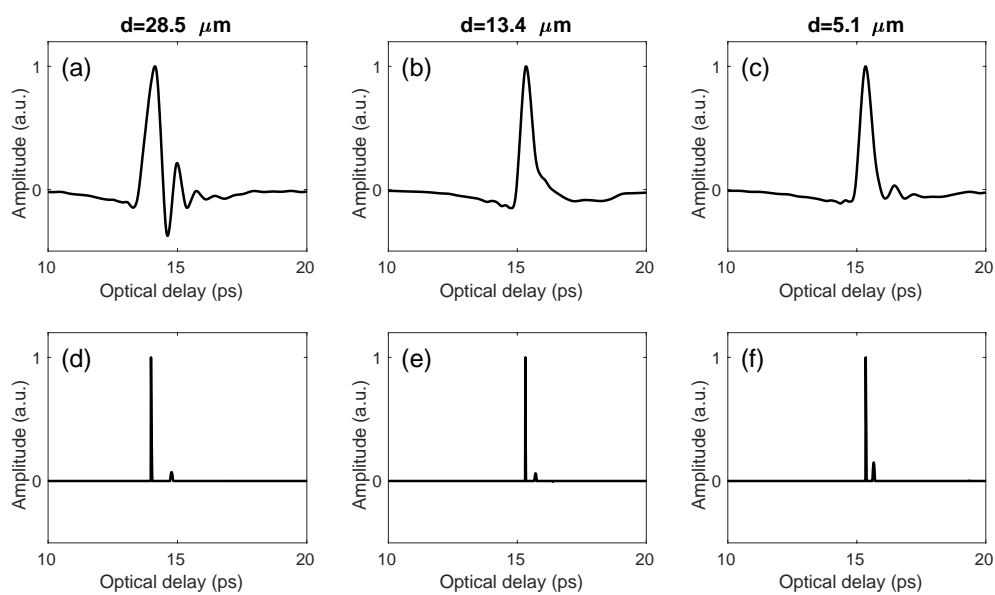 d=28.5 μm
d=13.4 μm
d=5.1 μm
(a)
(b)
(c)
1
0
Amplitude (a.u.)
10
15
20
Optical delay (ps)
1
0
Amplitude (a.u.)
10
15
20
Optical delay (ps)
1
0
Amplitude (a.u.)
10
15
20
Optical delay (ps)
(d)
(e)
(f)
1
0
Amplitude (a.u.)
10
15
20
Optical delay (ps)
1
0
Amplitude (a.u.)
10
15
20
Optical delay (ps)
1
0
Amplitude (a.u.)
10
15
20
Optical delay (ps)